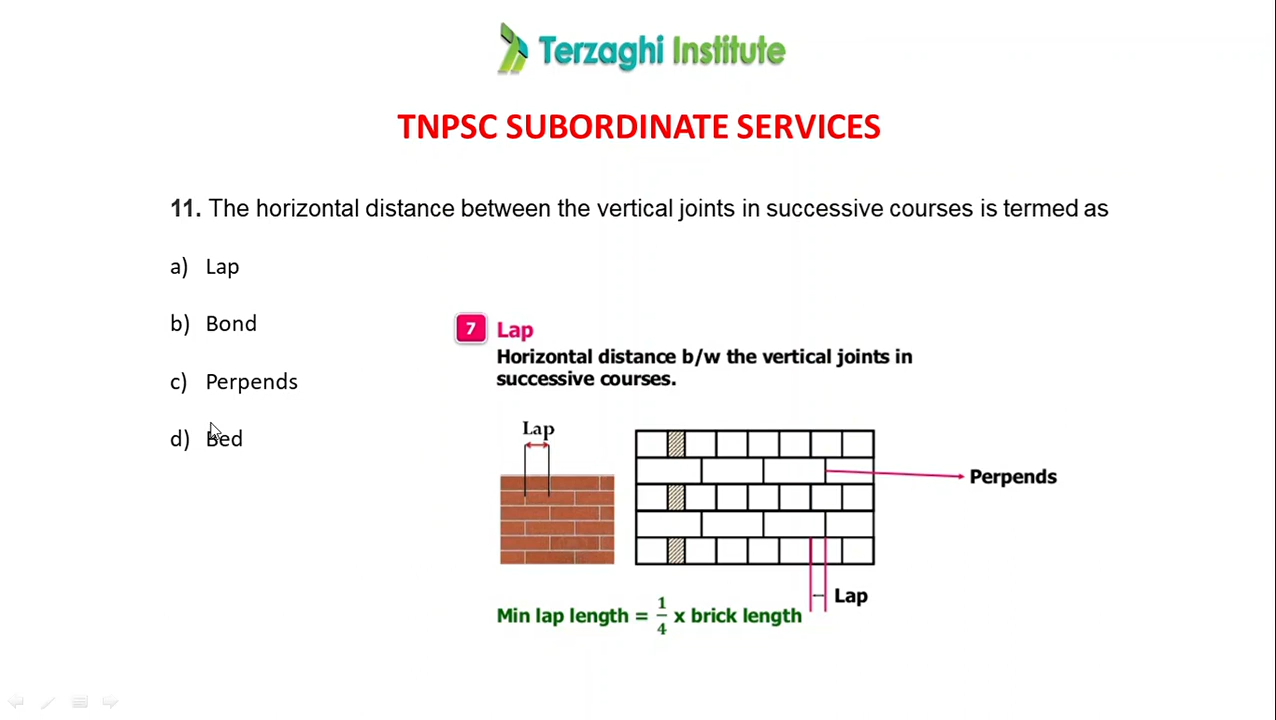 Terzaghi Institute
TNPSC SUBORDINATE SERVICES
11. The horizontal distance between the vertical joints in successive courses is termed as
a) Lap
b) Bond
c) Perpends
d) Bed
7 Lap
Horizontal distance b/w the vertical joints in
successive courses.
Lap
Perpends
Lap
Min lap length = 1/4 x brick length